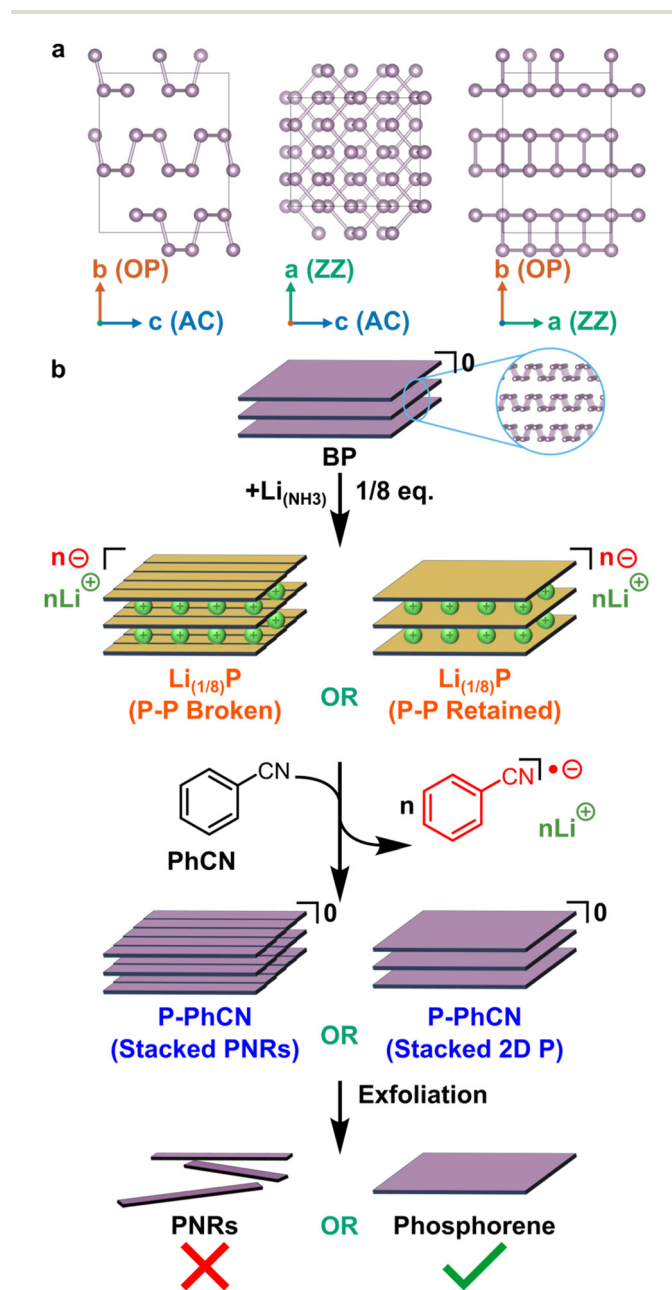 a
b (OP)
c (AC)
a (ZZ)
c (AC)
b (OP)
a (ZZ)
b
0
BP
+Li(NH3) 1/8 eq.
n⊖
nLi⊕
n⊖
nLi⊕
+ + + +
+
+ + + +
+
+ + + +
+
+ + + +
+
Li(1/8)P
(P-P Broken)
OR
Li(1/8)P
(P-P Retained)
CN
PhCN
n
CN
•⊖
nLi⊕
0
0
P-PhCN
(Stacked PNRs)
OR
P-PhCN
(Stacked 2D P)
Exfoliation
PNRs
OR
Phosphorene